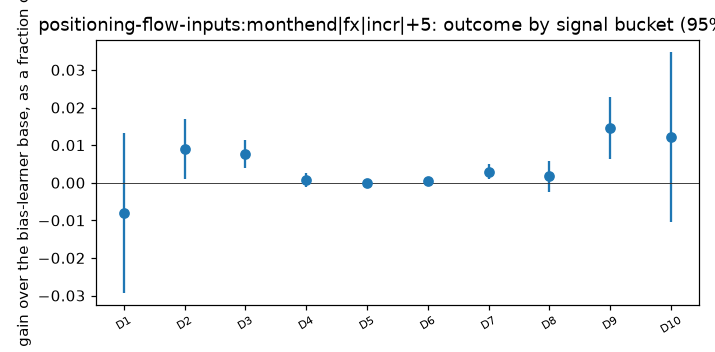 positioning-flow-inputs:monthend|fx|incr|+5: outcome by signal bucket (95%
gain over the bias-learner base, as a fraction
0.03
0.02
0.01
0.00
−0.01
−0.02
−0.03
D1
D2
D3
D4
D5
D6
D7
D8
D9
D10